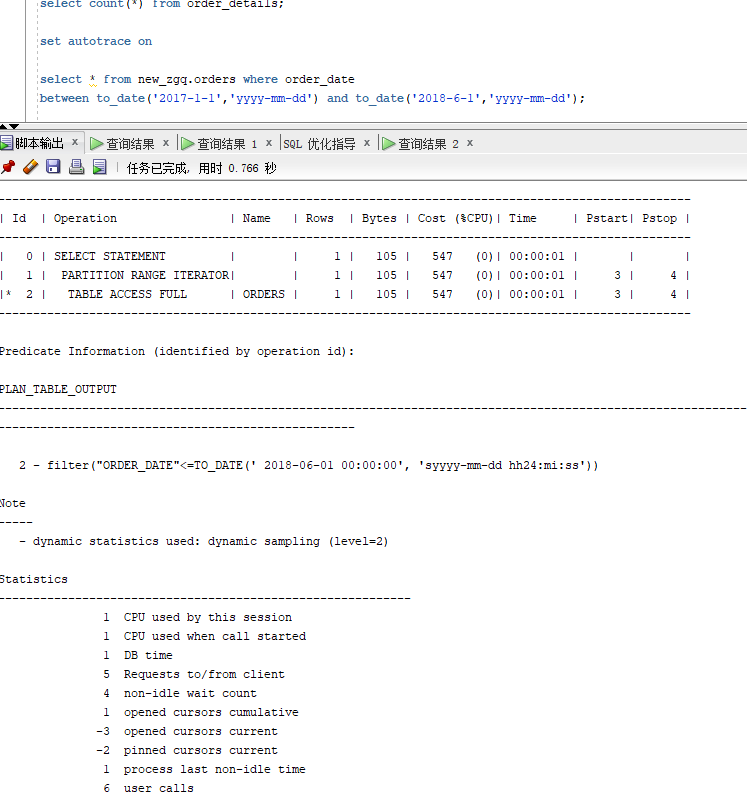 select count(*) from order_details;
set autotrace on
select * from new_zgq.orders where order_date
between to_date('2017-1-1','yyyy-mm-dd') and to_date('2018-6-1','yyyy-mm-dd');
脚本输出 x 查询结果 x 查询结果 1 x SQL 优化指导 x 查询结果 2 x
任务已完成, 用时 0.766 秒
---------------------------------------------------------------------------------------------------
| Id | Operation | Name | Rows | Bytes | Cost (%CPU)| Time | Pstart| Pstop |
---------------------------------------------------------------------------------------------------
| 0 | SELECT STATEMENT | | 1 | 105 | 547 (0)| 00:00:01 | | |
| 1 | PARTITION RANGE ITERATOR| | 1 | 105 | 547 (0)| 00:00:01 | 3 | 4 |
|* 2 | TABLE ACCESS FULL | ORDERS | 1 | 105 | 547 (0)| 00:00:01 | 3 | 4 |
---------------------------------------------------------------------------------------------------
Predicate Information (identified by operation id):
PLAN_TABLE_OUTPUT
-----------------------------------------------------------------------------------------------------------
---------------------------------------------------
2 - filter("ORDER_DATE"<=TO_DATE(' 2018-06-01 00:00:00', 'syyyy-mm-dd hh24:mi:ss'))
Note
-----
- dynamic statistics used: dynamic sampling (level=2)
Statistics
-----------------------------------------------------------
1 CPU used by this session
1 CPU used when call started
1 DB time
5 Requests to/from client
4 non-idle wait count
1 opened cursors cumulative
-3 opened cursors current
-2 pinned cursors current
1 process last non-idle time
6 user calls